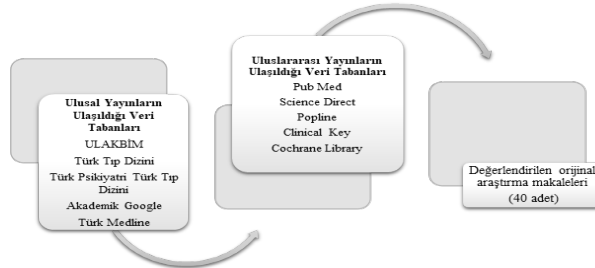 Ulusal Yayınların
Ulaşıldığı Veri
Tabanları
ULAKBİM
Türk Tıp Dizini
Türk Psikiyatri Türk Tıp
Dizini
Akademik Google
Türk Medline
Uluslararası Yayınların
Ulaşıldığı Veri Tabanları
Pub Med
Science Direct
Popline
Clinical Key
Cochrane Library
Değerlendirilen orijinal
araştırma makaleleri
(40 adet)